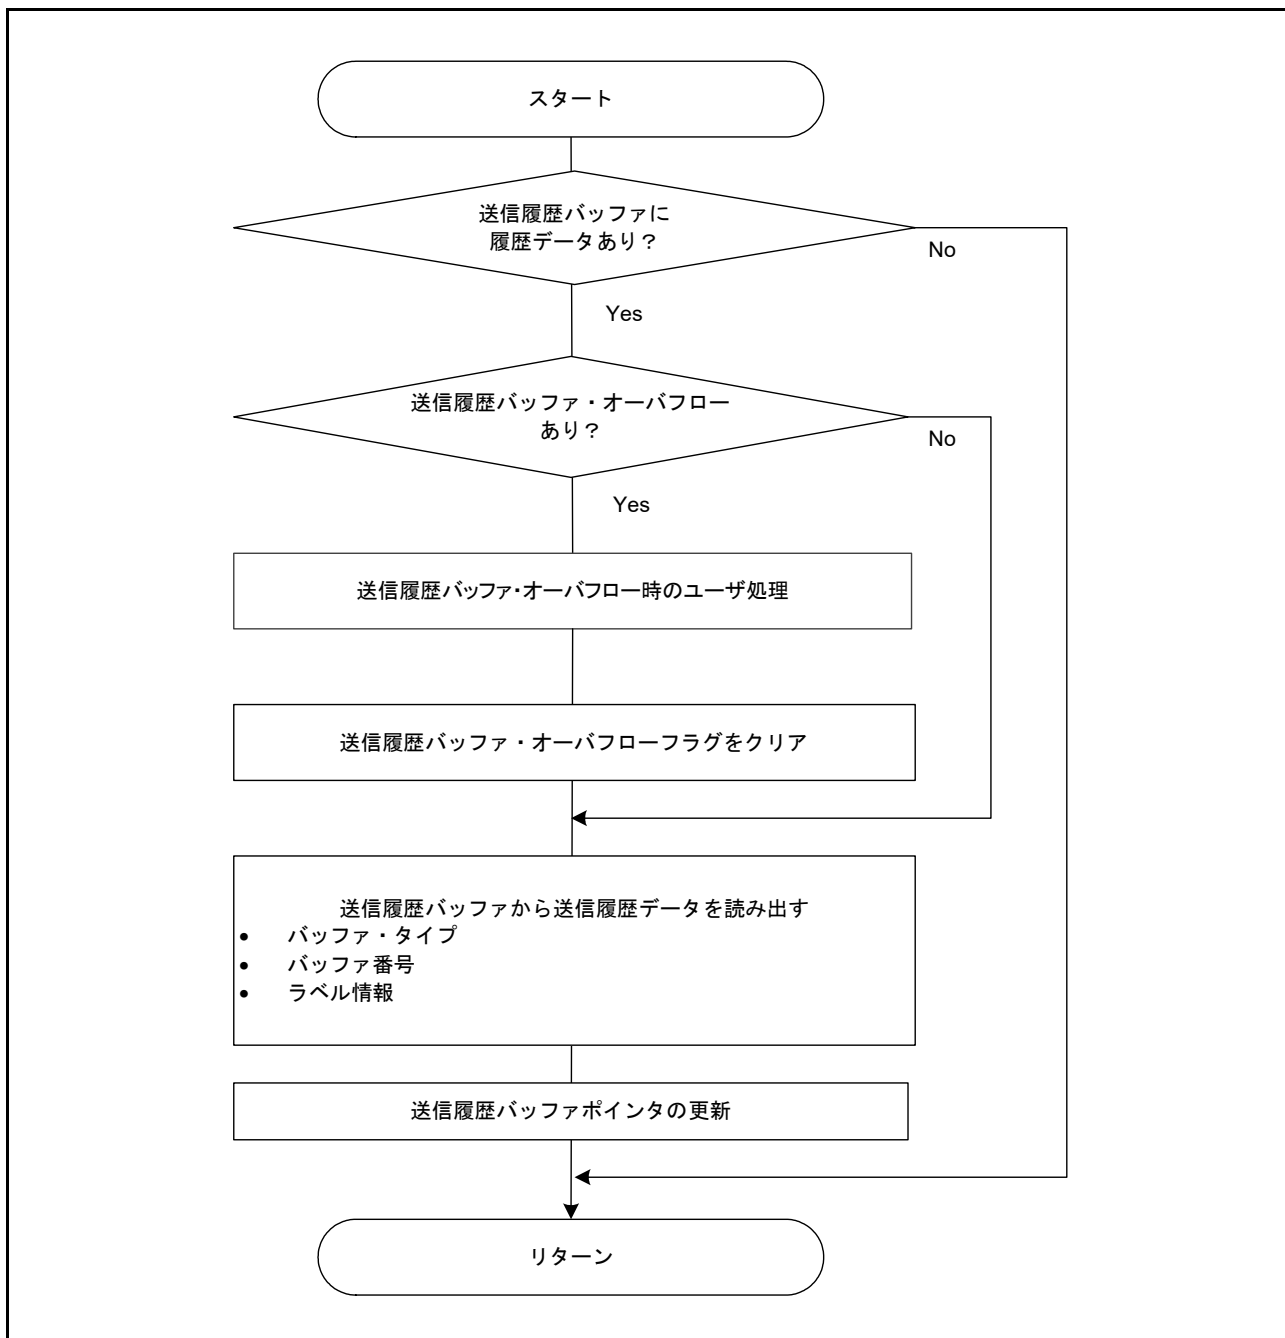 スタート
送信履歴バッファに
履歴データあり？
No
Yes
送信履歴バッファ・オーバフロー
あり？
No
Yes
送信履歴バッファ・オーバフロー時のユーザ処理
送信履歴バッファ・オーバフローフラグをクリア
送信履歴バッファから送信履歴データを読み出す
• バッファ・タイプ
• バッファ番号
• ラベル情報
送信履歴バッファポインタの更新
リターン